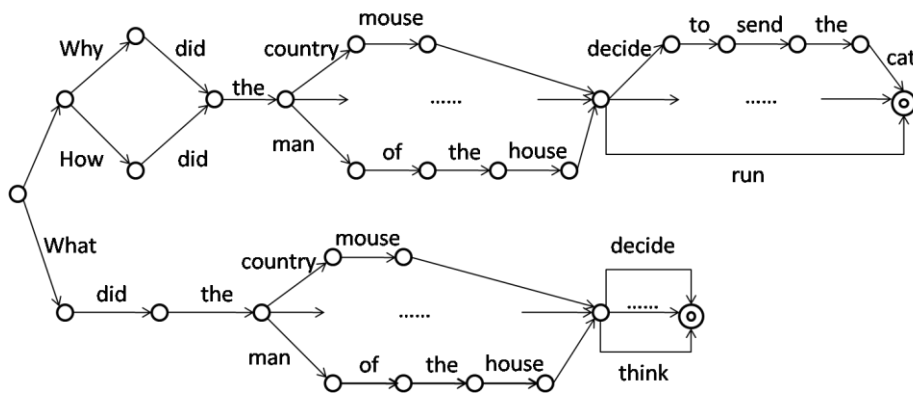 mouse
to send the
Why did country decide
cat
the
......
......
How did man of the house
run
What
mouse decide
country
did the
......
......
man of the house think